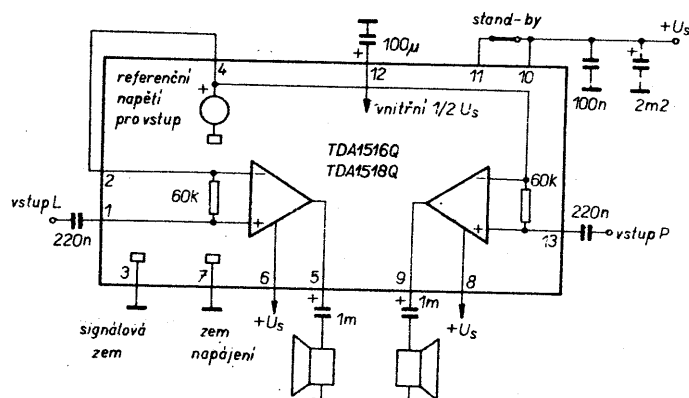 stand-by
+Us
100µ
4
12
11
10
referenční
napětí
pro vstup
+
+
vnitřní 1/2 Us
100n
+
2m2
TDA1516Q
TDA1518Q
2
60k
−
−
60k
vstup L
1
+
+
13
220n
vstup P
220n
3
7
6
5
9
8
+
1m
+
1m
+Us
+Us
signálová
zem
zem
napájení